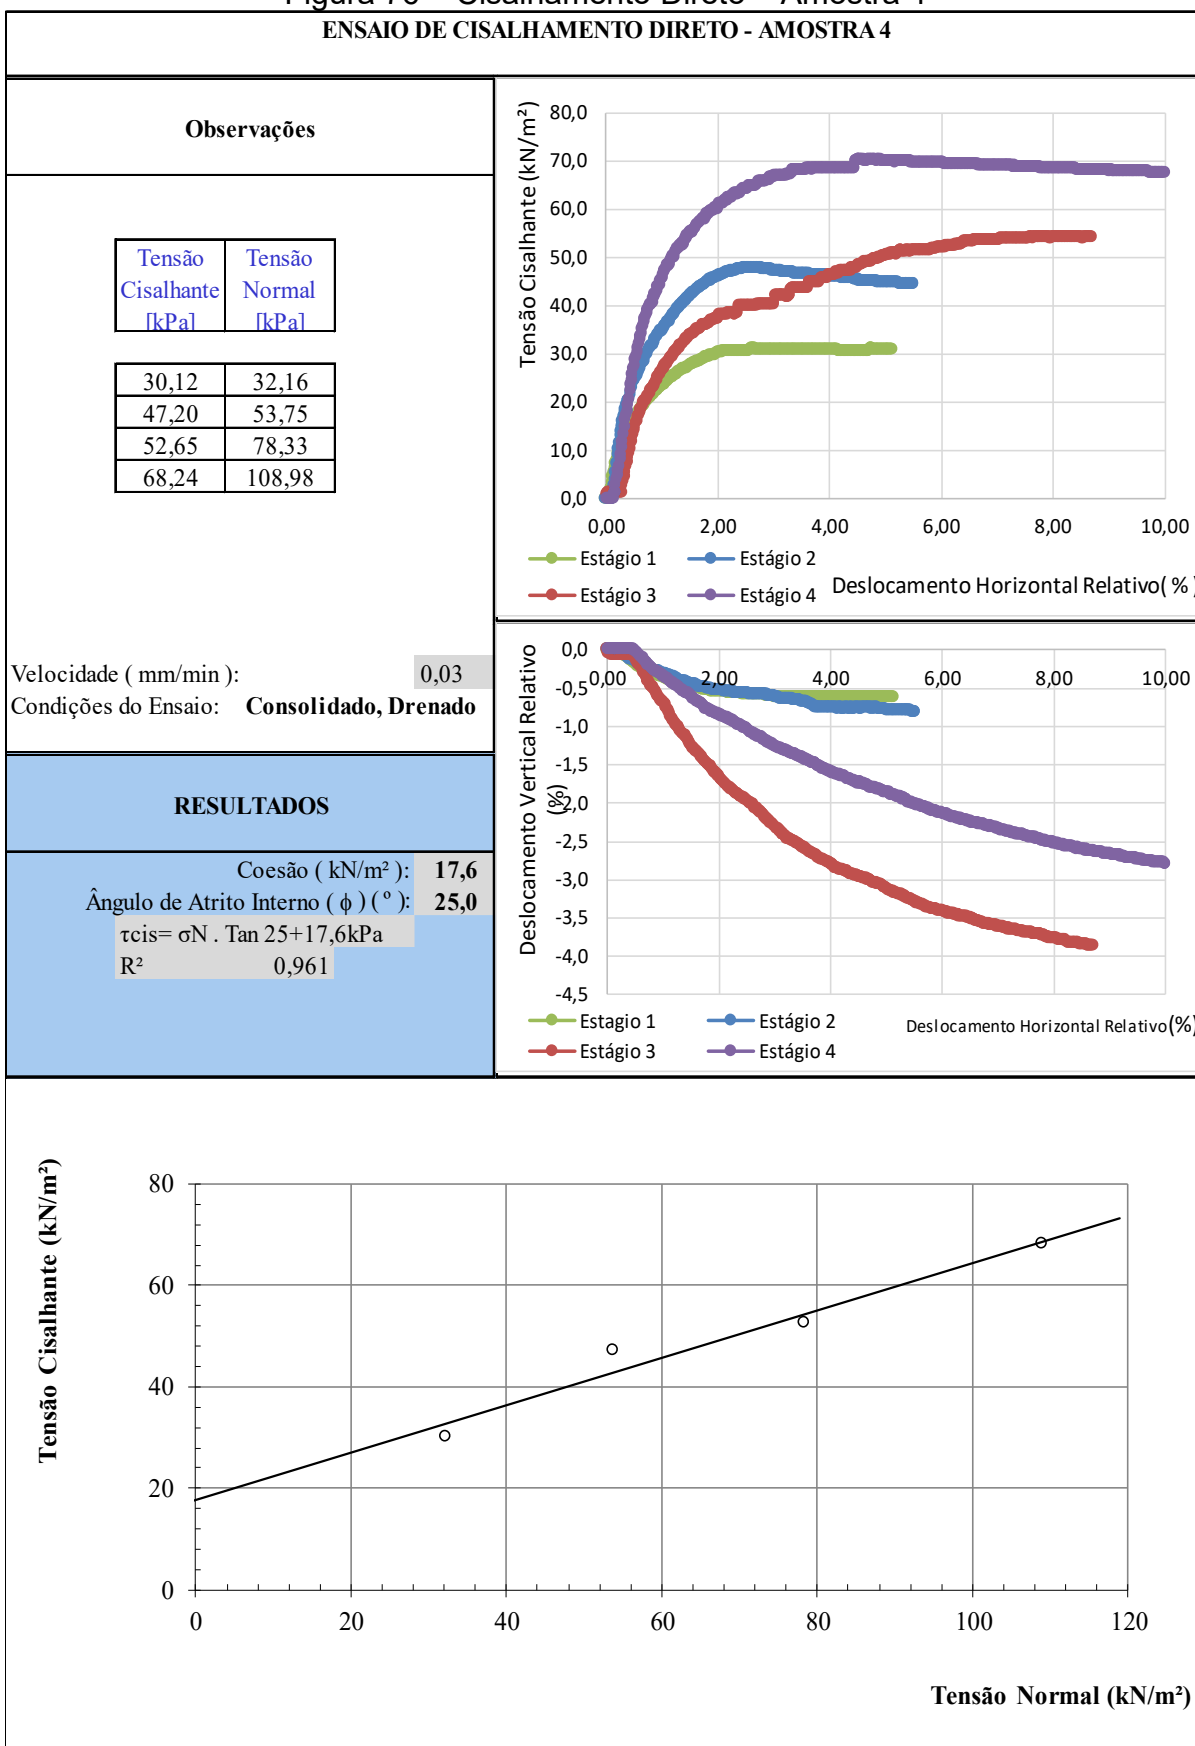 ENSAIO DE CISALHAMENTO DIRETO - AMOSTRA 4
Observações
Tensão Cisalhante [kPa]
Tensão Normal [kPa]
30,12 32,16
47,20 53,75
52,65 78,33
68,24 108,98
Velocidade ( mm/min ): 0,03
Condições do Ensaio: Consolidado, Drenado
RESULTADOS
Coesão ( kN/m² ): 17,6
Ângulo de Atrito Interno ( ϕ ) ( º ): 25,0
τcis= σN . Tan 25+17,6kPa
R² 0,961
Tensão Cisalhante (kN/m²)
80,0
70,0
60,0
50,0
40,0
30,0
20,0
10,0
0,0
0,00 2,00 4,00 6,00 8,00 10,00
Estágio 1 Estágio 2
Estágio 3 Estágio 4
Deslocamento Horizontal Relativo( % )
Deslocamento Vertical Relativo
(%)
0,0
-0,5
-1,0
-1,5
-2,0
-2,5
-3,0
-3,5
-4,0
-4,5
0,00 2,00 4,00 6,00 8,00 10,00
Estagio 1 Estágio 2
Estágio 3 Estágio 4
Deslocamento Horizontal Relativo(%)
Tensão Cisalhante (kN/m²)
80
60
40
20
0
0 20 40 60 80 100 120
Tensão Normal (kN/m²)